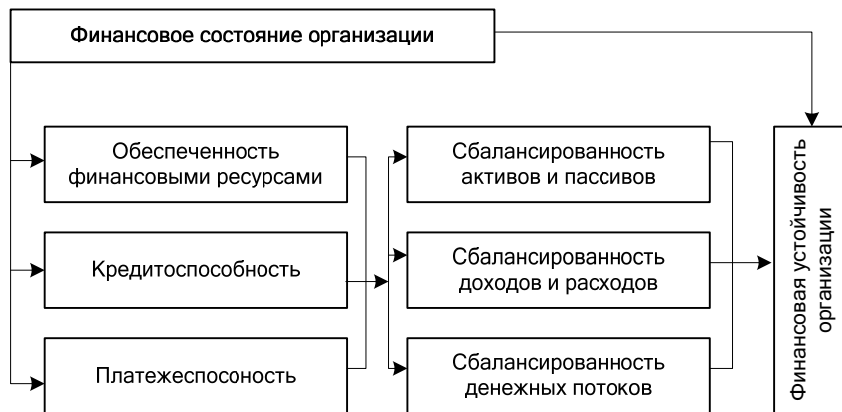 Финансовое состояние организации
Обеспеченность
финансовыми ресурсами
Сбалансированность
активов и пассивов
Кредитоспособность
Сбалансированность
доходов и расходов
Платежеспосоность
Сбалансированность
денежных потоков
Финансовая устойчивость
организации